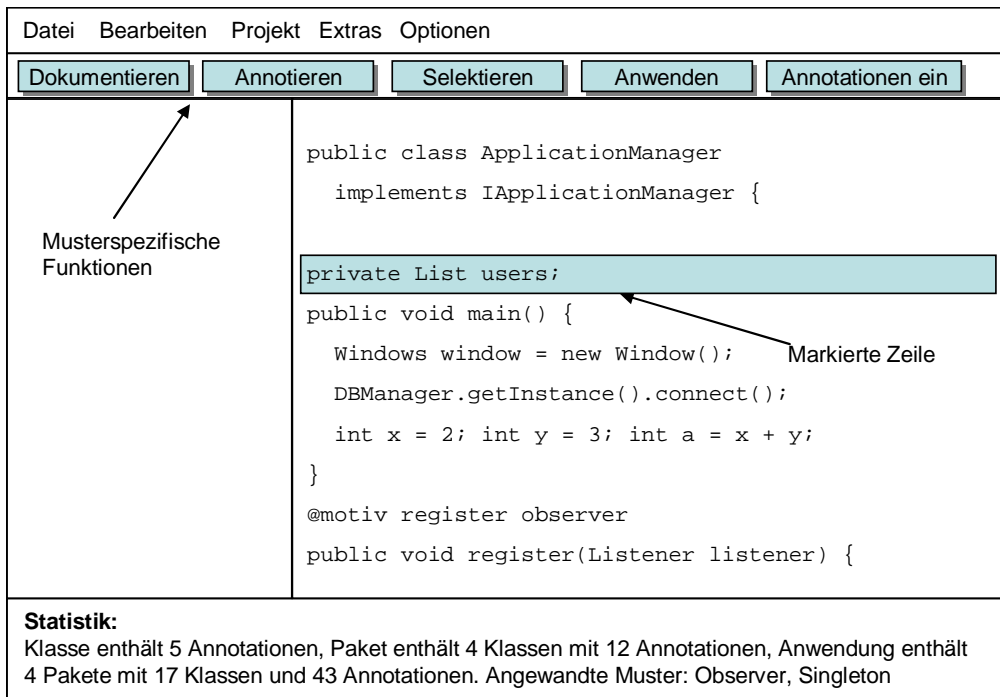 Datei Bearbeiten Projekt Extras Optionen
Dokumentieren Annotieren Selektieren Anwenden Annotationen ein
public class ApplicationManager
implements IApplicationManager {
Musterspezifische
Funktionen
private List users;
public void main() {
Windows window = new Window();
Markierte Zeile
DBManager.getInstance().connect();
int x = 2; int y = 3; int a = x + y;
}
@motiv register observer
public void register(Listener listener) {
Statistik:
Klasse enthält 5 Annotationen, Paket enthält 4 Klassen mit 12 Annotationen, Anwendung enthält
4 Pakete mit 17 Klassen und 43 Annotationen. Angewandte Muster: Observer, Singleton